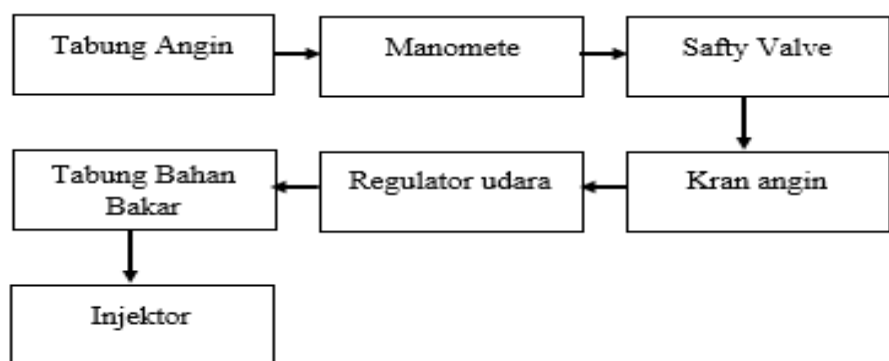 Tabung Angin
Manomete
Safty Valve
Tabung Bahan
Bakar
Regulator udara
Kran angin
Injektor